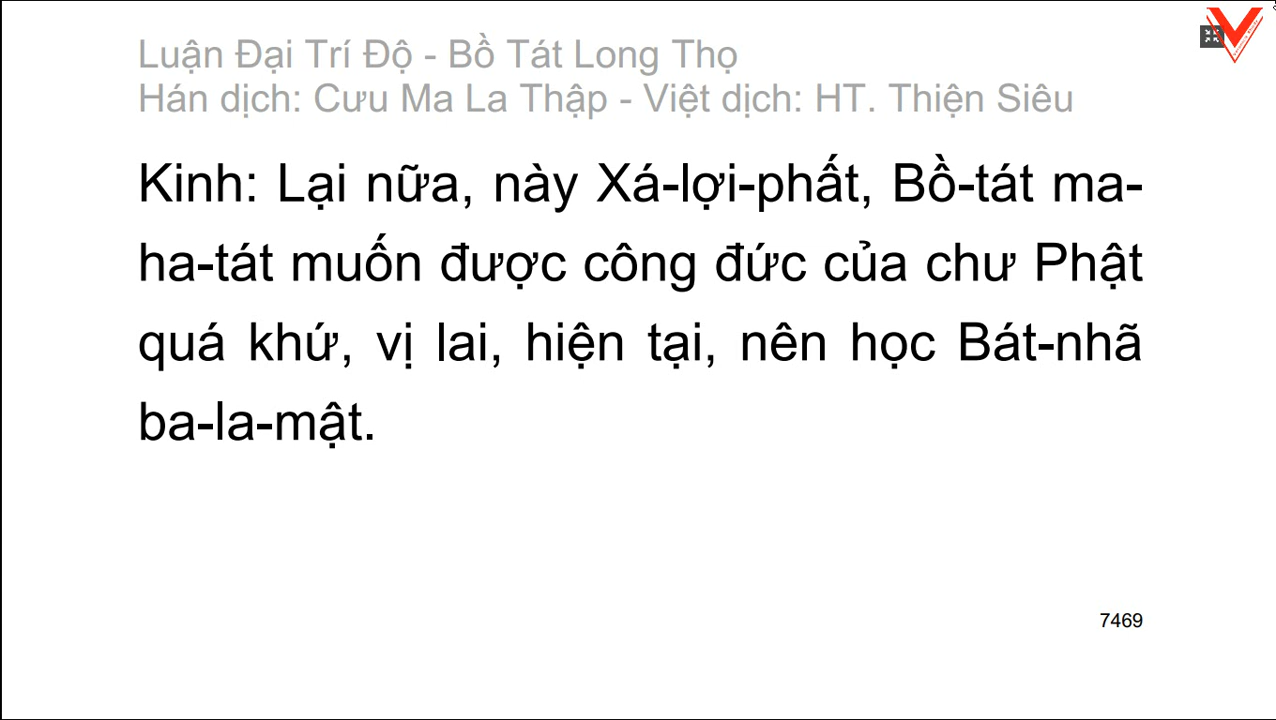 Luận Đại Trí Độ - Bồ Tát Long Thọ
Hán dịch: Cưu Ma La Thập - Việt dịch: HT. Thiện Siêu
Kinh: Lại nữa, này Xá-lợi-phất, Bồ-tát ma-
ha-tát muốn được công đức của chư Phật
quá khứ, vị lai, hiện tại, nên học Bát-nhã
ba-la-mật.
7469